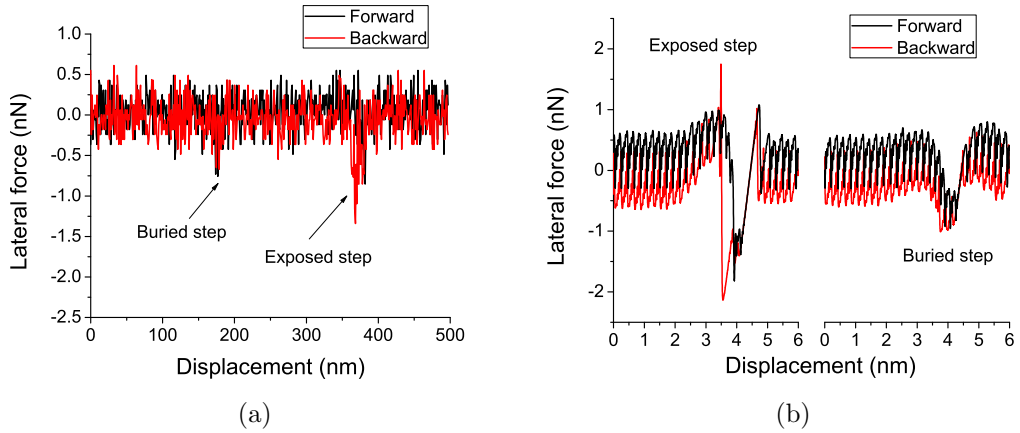 Forward
Backward
1.0
0.5
0.0
-0.5
-1.0
-1.5
-2.0
-2.5
Lateral force (nN)
Buried step
Exposed step
0
100
200
300
400
500
Displacement (nm)
(a)
Forward
Backward
Exposed step
2
1
0
-1
-2
Lateral force (nN)
Buried step
0 1 2 3 4 5 6
0 1 2 3 4 5 6
Displacement (nm)
(b)